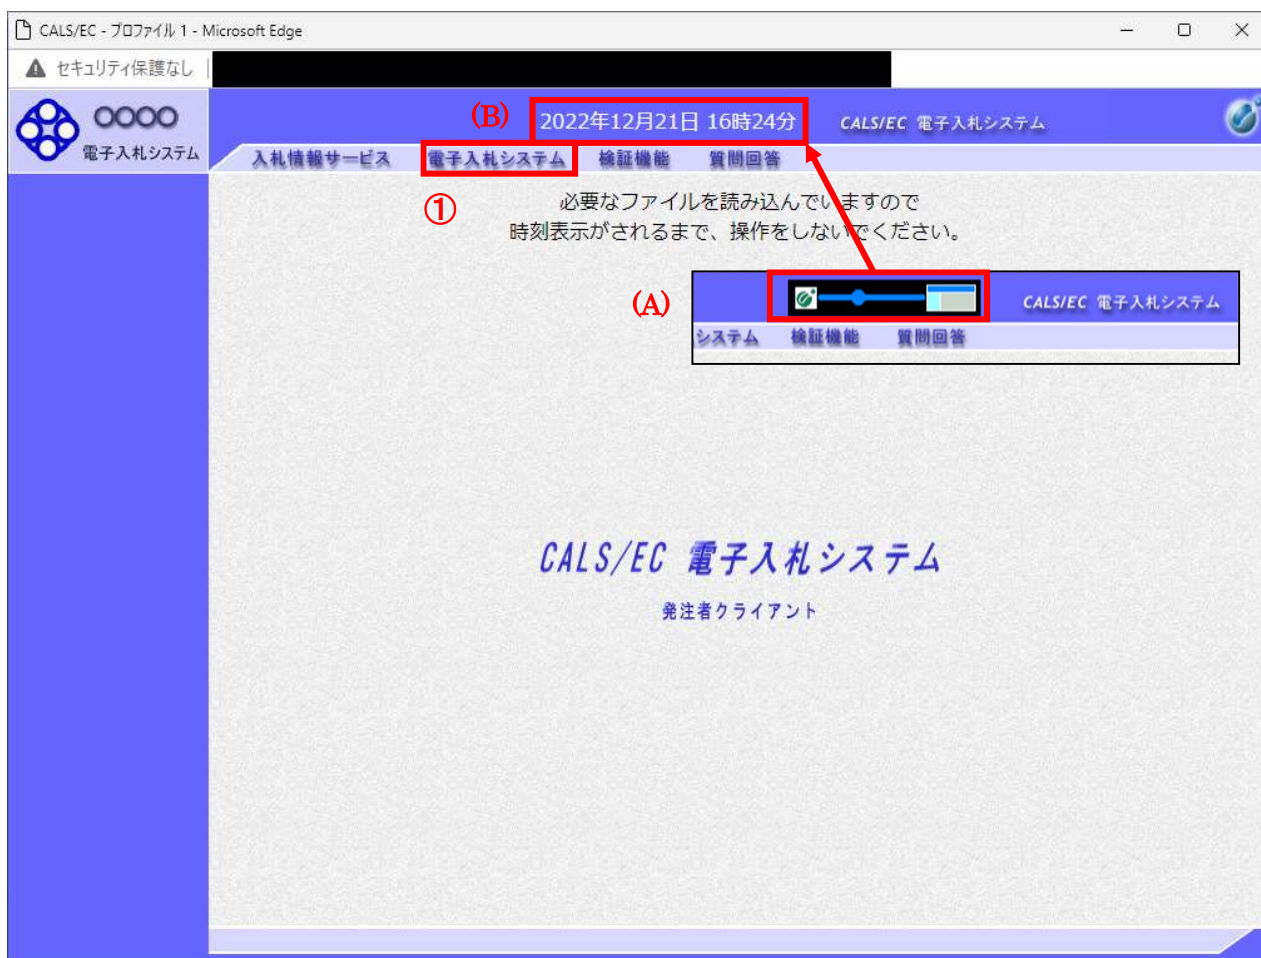 CALS/EC - プロファイル 1 - Microsoft Edge
セキュリティ保護なし
○○○○
電子入札システム
(B)
2022年12月21日 16時24分
CALS/EC 電子入札システム
入札情報サービス 電子入札システム 検証機能 質問回答
①
必要なファイルを読み込んでいますので
時刻表示がされるまで、操作をしないでください。
(A)
CALS/EC 電子入札システム
システム 検証機能 質問回答
CALS/EC 電子入札システム
発注者クライアント